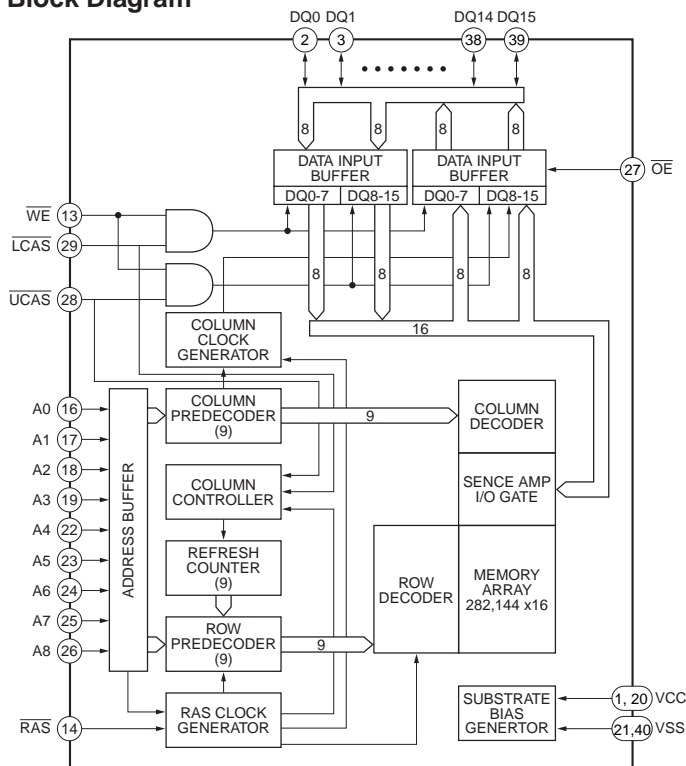 Block Diagram
DQ0 DQ1 DQ14 DQ15
2 3 38 39
8 8 8 8
DATA INPUT
BUFFER
DQ0-7 DQ8-15
DATA INPUT
BUFFER
DQ0-7 DQ8-15
27 OE
WE 13
LCAS 29
UCAS 28
8 8 8 8
16
COLUMN
CLOCK
GENERATOR
A0 16
A1 17
A2 18
A3 19
A4 22
A5 23
A6 24
A7 25
A8 26
ADDRESS BUFFER
COLUMN
PREDECODER
(9)
9
COLUMN
DECODER
COLUMN
CONTROLLER
SENCE AMP
I/O GATE
REFRESH
COUNTER
(9)
ROW
DECODER
MEMORY
ARRAY
282,144 x16
ROW
PREDECODER
(9)
9
RAS 14
RAS CLOCK
GENERATOR
SUBSTRATE
BIAS
GENERTOR
1, 20 VCC
21,40 VSS